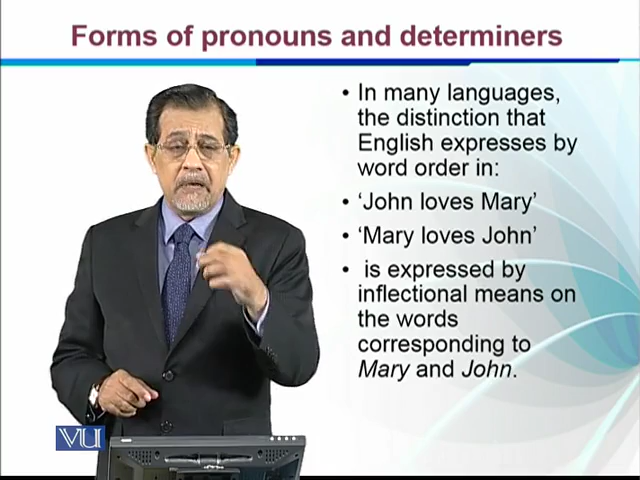 Forms of pronouns and determiners
• In many languages,
the distinction that
English expresses by
word order in:
• ‘John loves Mary’
• ‘Mary loves John’
• is expressed by
inflectional means on
the words
corresponding to
Mary and John.
VU